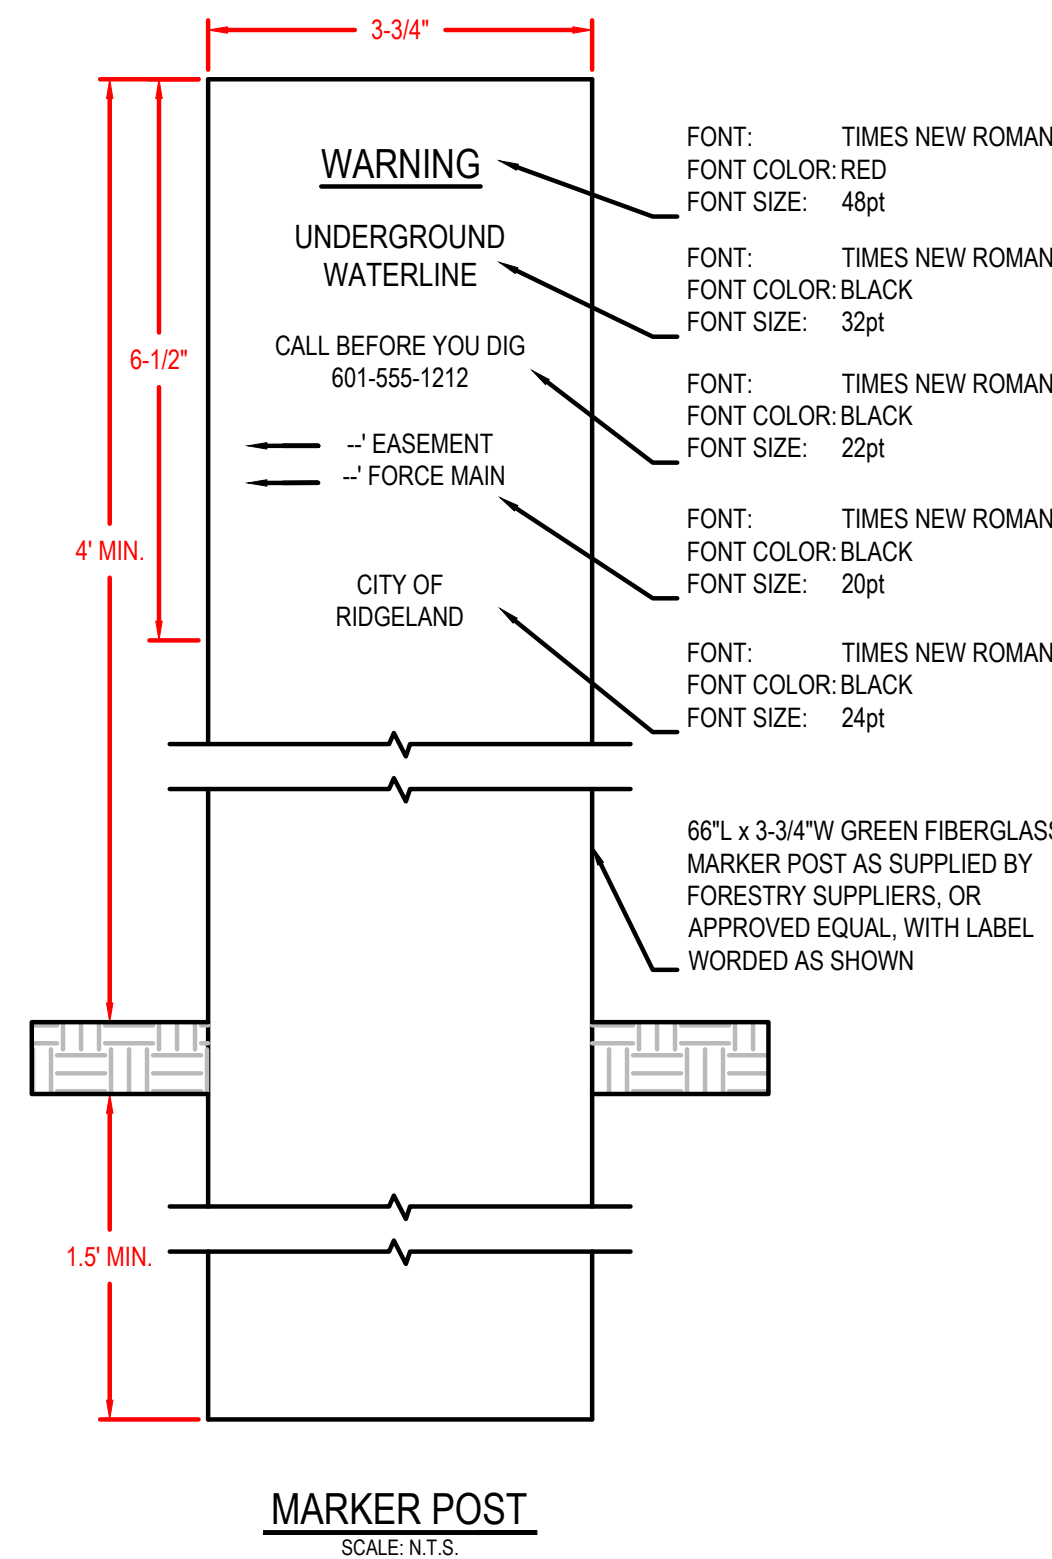 3-3/4"
WARNING
UNDERGROUND
WATERLINE
CALL BEFORE YOU DIG
601-555-1212
--' EASEMENT
--' FORCE MAIN
CITY OF
RIDGELAND
6-1/2"
4' MIN.
1.5' MIN.
FONT: TIMES NEW ROMAN
FONT COLOR: RED
FONT SIZE: 48pt
FONT: TIMES NEW ROMAN
FONT COLOR: BLACK
FONT SIZE: 32pt
FONT: TIMES NEW ROMAN
FONT COLOR: BLACK
FONT SIZE: 22pt
FONT: TIMES NEW ROMAN
FONT COLOR: BLACK
FONT SIZE: 20pt
FONT: TIMES NEW ROMAN
FONT COLOR: BLACK
FONT SIZE: 24pt
66"L x 3-3/4"W GREEN FIBERGLASS
MARKER POST AS SUPPLIED BY
FORESTRY SUPPLIERS, OR
APPROVED EQUAL, WITH LABEL
WORDED AS SHOWN
MARKER POST
SCALE: N.T.S.